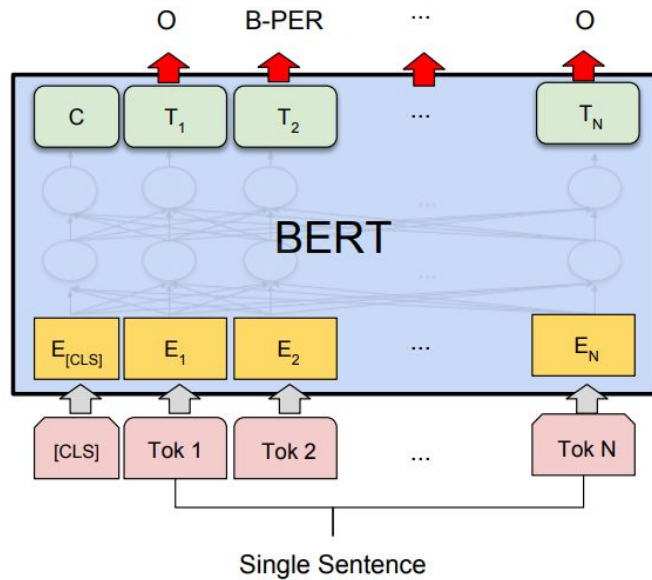 O B-PER ... O
C T1 T2 ... TN
...
BERT
...
E[CLS] E1 E2 ... EN
[CLS] Tok 1 Tok 2 ... Tok N
Single Sentence